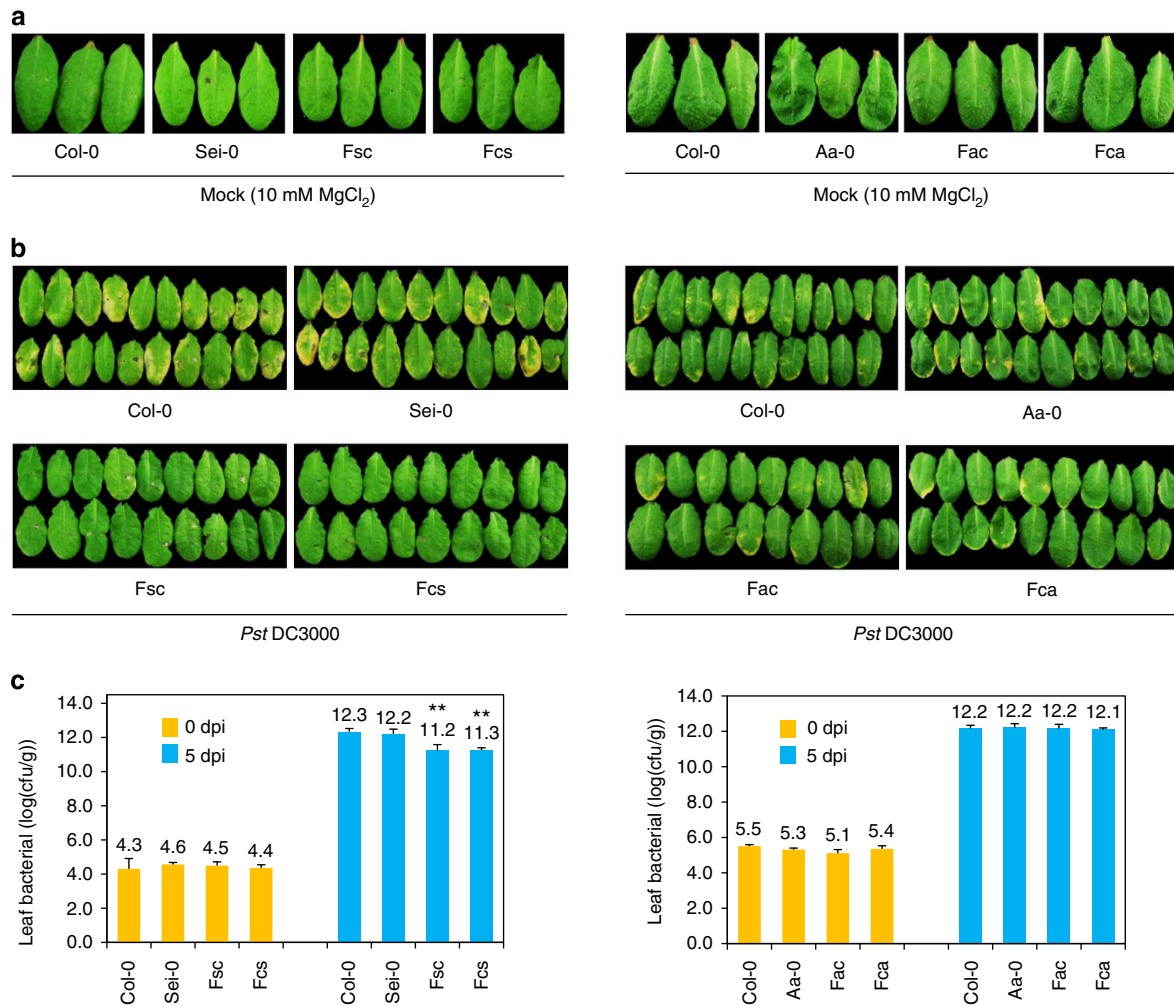 a
Col-0 Sei-0 Fsc Fcs
Mock (10 mM MgCl₂)
Col-0 Aa-0 Fac Fca
Mock (10 mM MgCl₂)
b
Col-0 Sei-0
Fsc Fcs
Pst DC3000
Col-0 Aa-0
Fac Fca
Pst DC3000
c
Leaf bacterial (log(cfu/g))
14.0
12.0
10.0
8.0
6.0
4.0
2.0
0.0
0 dpi
5 dpi
4.3 4.6 4.5 4.4
** **
12.3 12.2 11.2 11.3
Col-0 Sei-0 Fsc Fcs Col-0 Sei-0 Fsc Fcs
Leaf bacterial (log(cfu/g))
14.0
12.0
10.0
8.0
6.0
4.0
2.0
0.0
0 dpi
5 dpi
5.5 5.3 5.1 5.4
12.2 12.2 12.2 12.1
Col-0 Aa-0 Fac Fca Col-0 Aa-0 Fac Fca